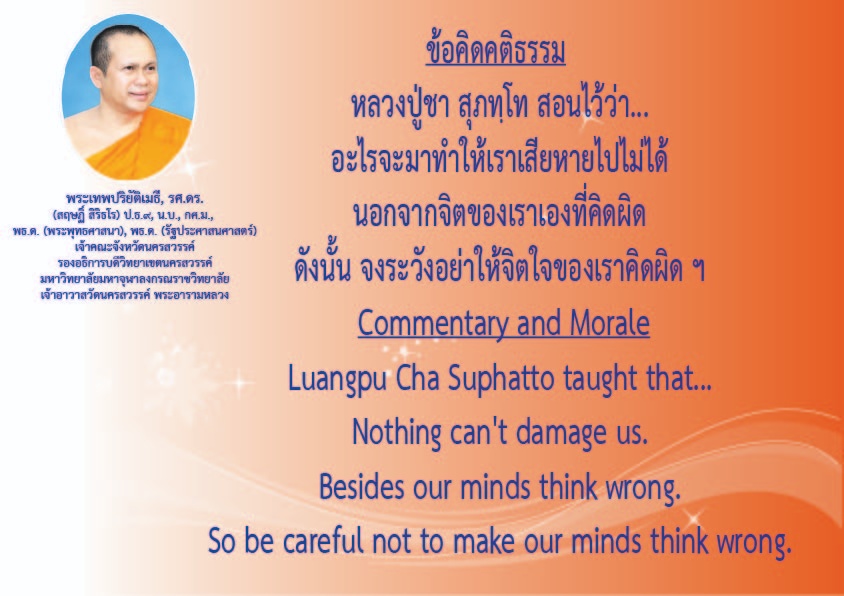 ข้อคิดคติธรรม
หลวงปู่ชา สุภทฺโท สอนไว้ว่า...
อะไรจะมาทำให้เราเสียหายไปไม่ได้
นอกจากจิตของเราเองที่คิดผิด
ดังนั้น จงระวังอย่าให้จิตใจของเราคิดผิด ฯ
Commentary and Morale
Luangpu Cha Suphatto taught that...
Nothing can't damage us.
Besides our minds think wrong.
So be careful not to make our minds think wrong.
พระเทพปริยัติเมธี, รศ.ดร.
(สฤษฎิ์ สิริธโร) ป.ธ.๙, น.บ., กศ.ม.,
พธ.ด. (พระพุทธศาสนา), พธ.ด. (รัฐประศาสนศาสตร์)
เจ้าคณะจังหวัดนครสวรรค์
รองอธิการบดีวิทยาเขตนครสวรรค์
มหาวิทยาลัยมหาจุฬาลงกรณราชวิทยาลัย
เจ้าอาวาสวัดนครสวรรค์ พระอารามหลวง